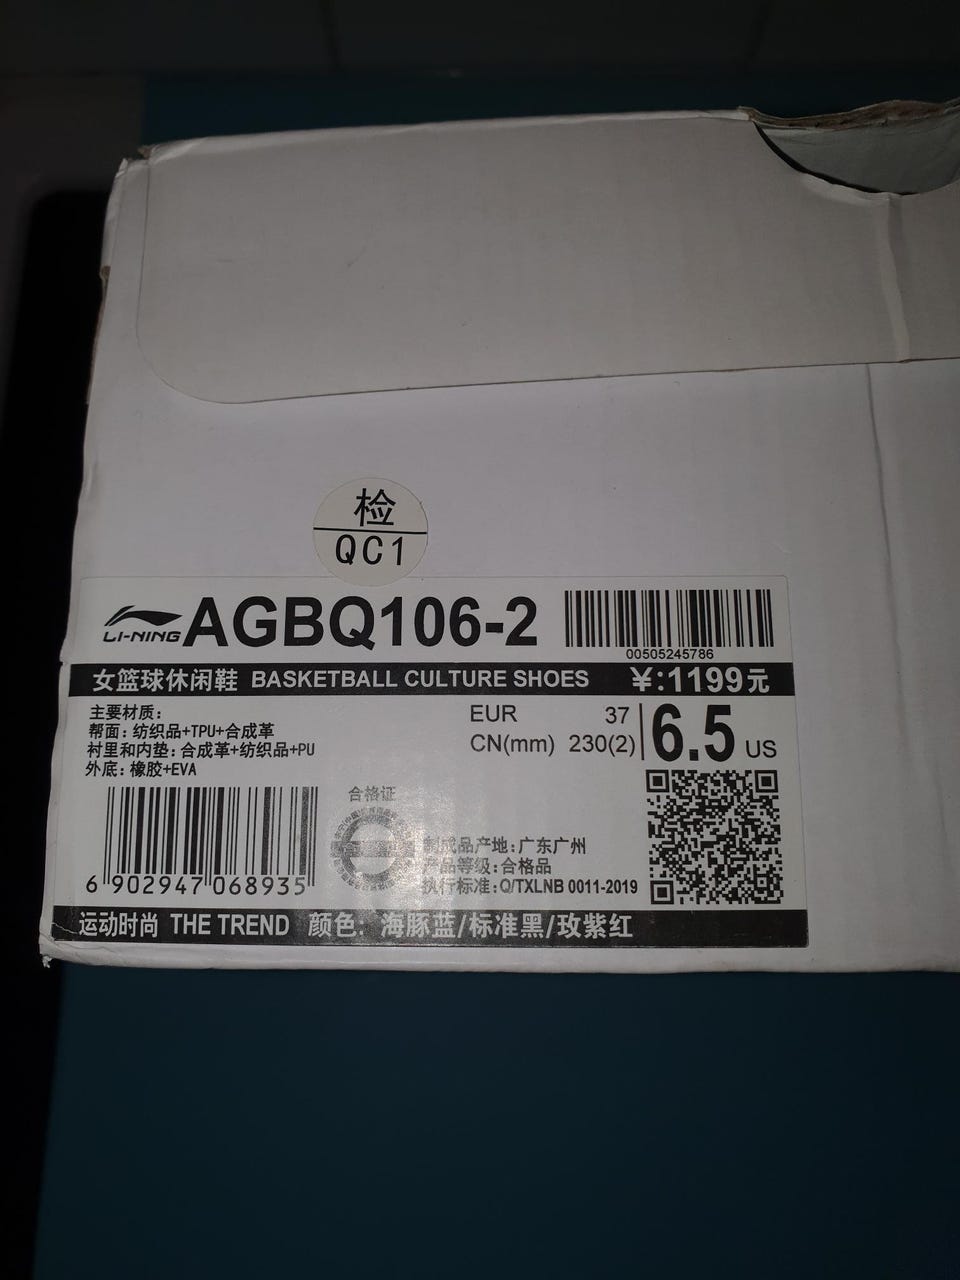 检
QC1
LI-NING AGBQ106-2
00505245786
女篮球休闲鞋 BASKETBALL CULTURE SHOES ¥:1199元
主要材质:
帮面: 纺织品+TPU+合成革
衬里和内垫: 合成革+纺织品+PU
外底: 橡胶+EVA
EUR 37
CN(mm) 230(2)
6.5 US
合格证
制成品产地: 广东广州
产品等级: 合格品
执行标准: Q/TXLNB 0011-2019
6 902947 068935
运动时尚 THE TREND 颜色: 海豚蓝/标准黑/玫紫红